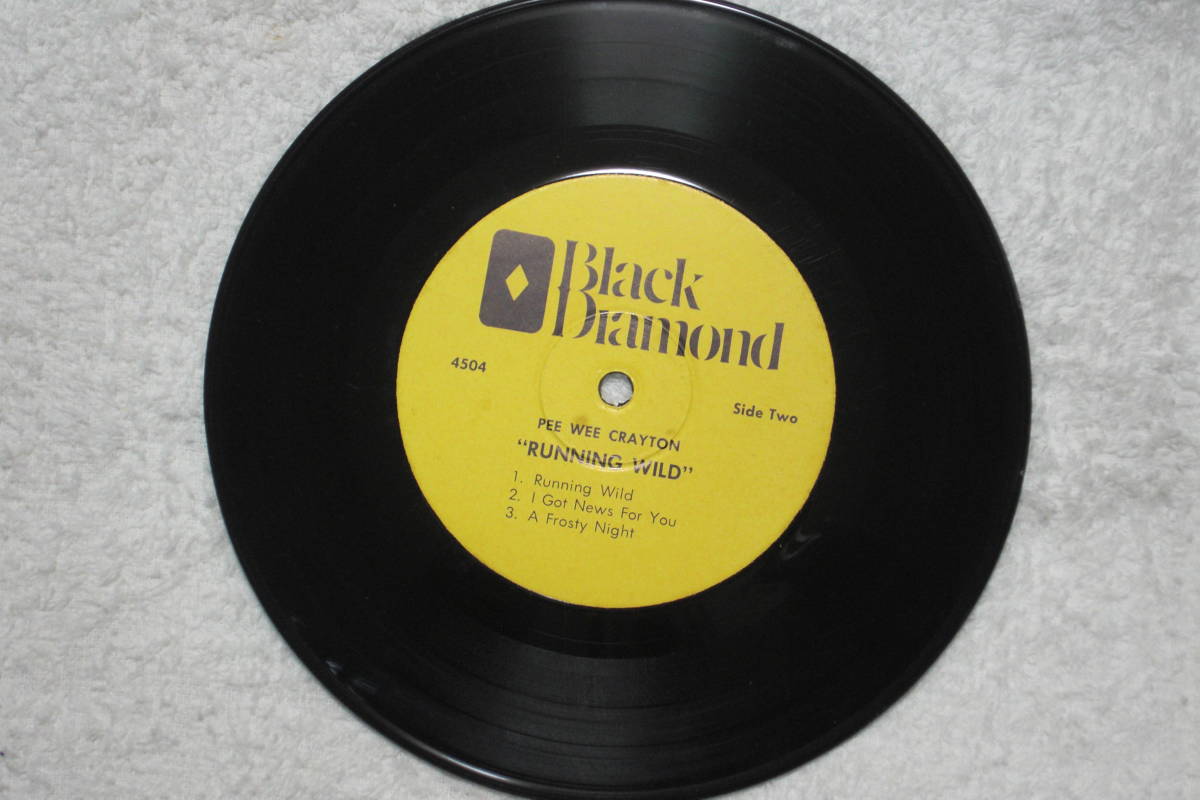 Black
Diamond
4504
Side Two
PEE WEE CRAYTON
"RUNNING WILD"
1. Running Wild
2. I Got News For You
3. A Frosty Night